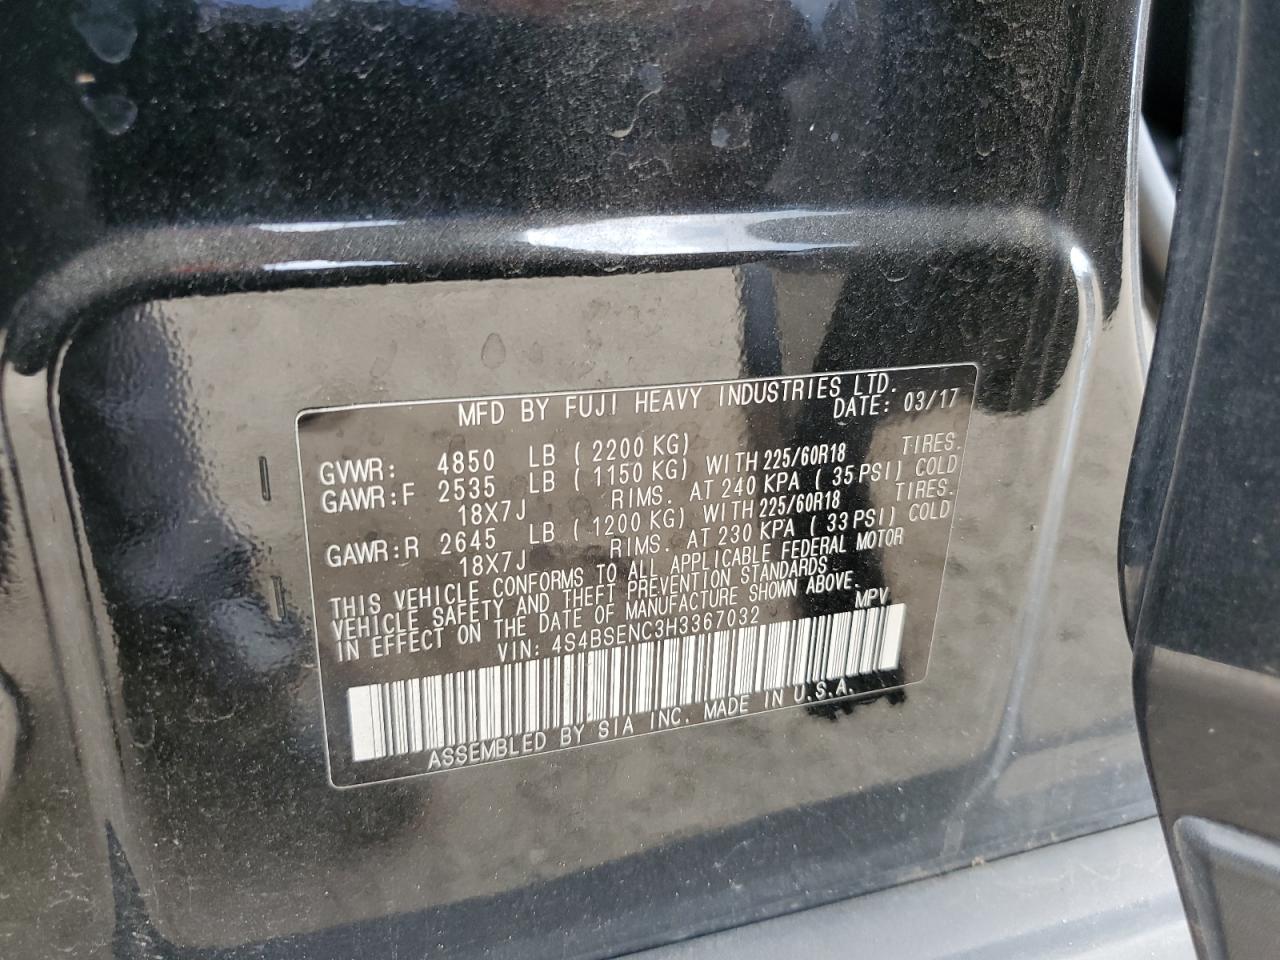 MFD BY FUJI HEAVY INDUSTRIES LTD.
DATE: 03/17
GVWR: 4850 LB ( 2200 KG)
GAWR:F 2535 LB ( 1150 KG) WITH 225/60R18 TIRES.
18X7J RIMS. AT 240 KPA ( 35 PSI) COLD
GAWR:R 2645 LB ( 1200 KG) WITH 225/60R18 TIRES.
18X7J RIMS. AT 230 KPA ( 33 PSI) COLD
THIS VEHICLE CONFORMS TO ALL APPLICABLE FEDERAL MOTOR
VEHICLE SAFETY AND THEFT PREVENTION STANDARDS
IN EFFECT ON THE DATE OF MANUFACTURE SHOWN ABOVE.
VIN: 4S4BSENC3H3367032 MPV
ASSEMBLED BY SIA INC. MADE IN U.S.A.